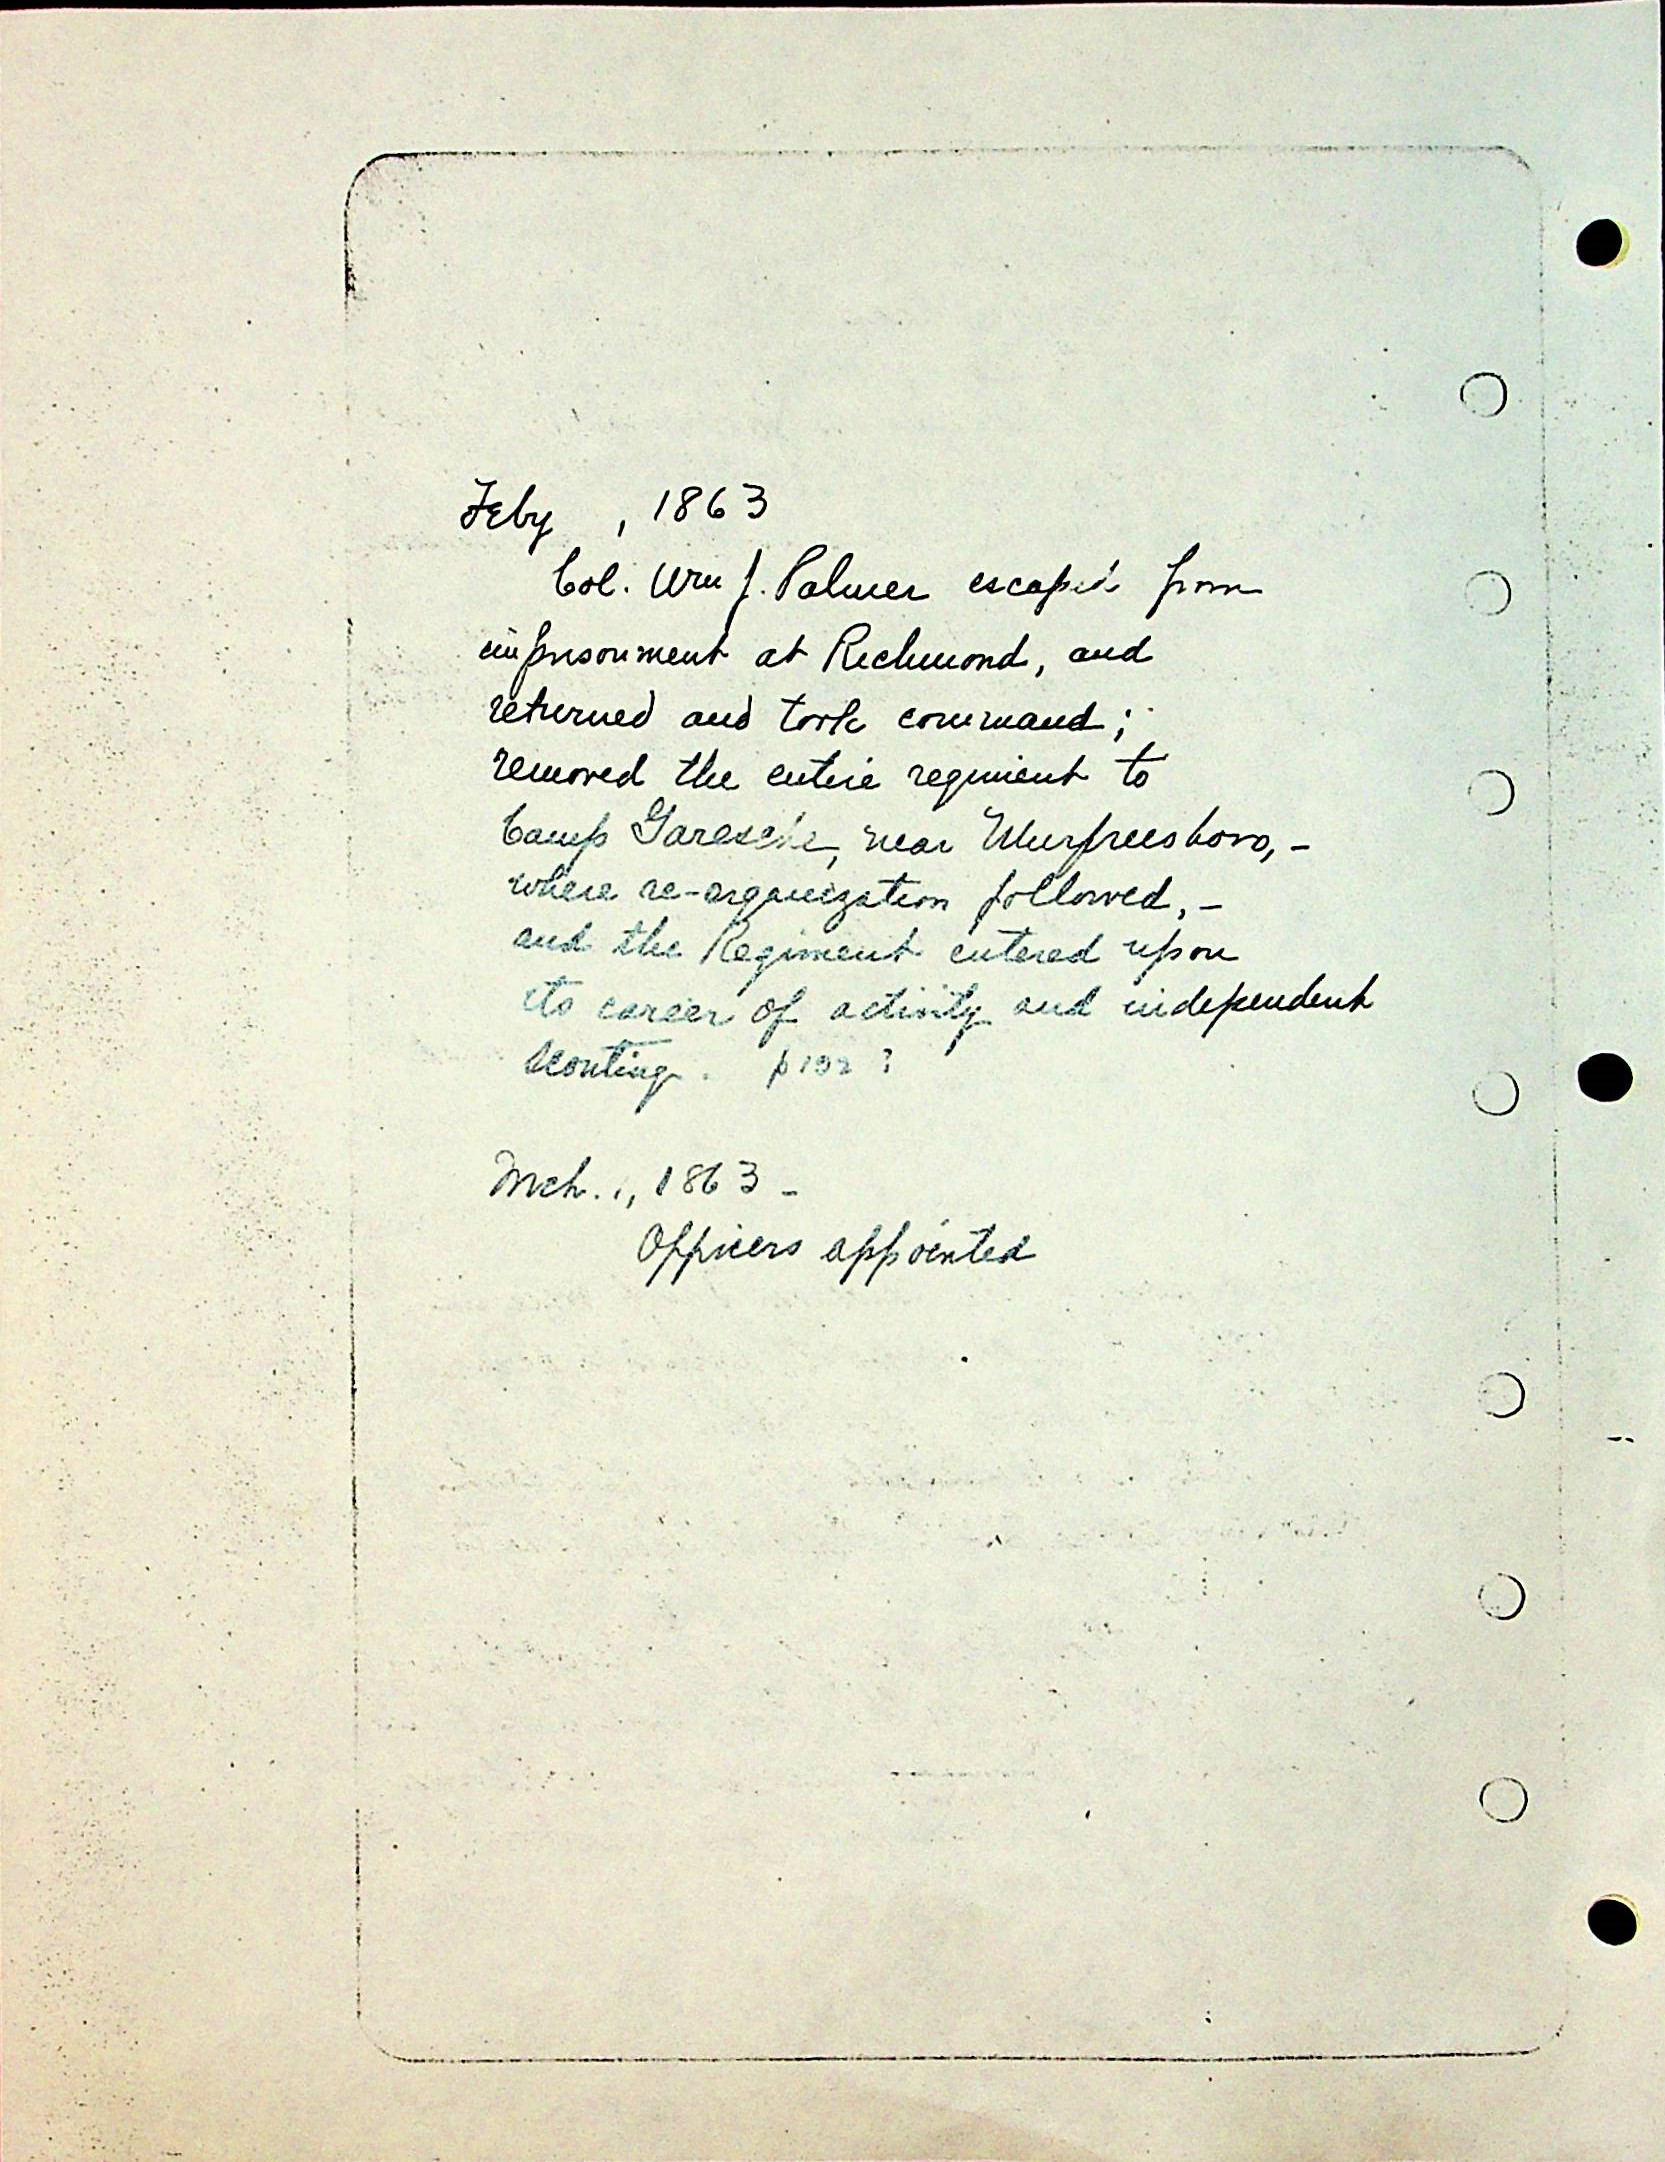 Feby , 1863
Col. Wm J. Palmer escaped from
imprisonment at Richmond, and
returned and took command;
removed the entire regiment to
Camp Garesche, near Murfreesboro, -
where re-organization followed, -
and the Regiment entered upon
its career of activity and independent
scouting.
Mch. , 1863 -
Officers appointed